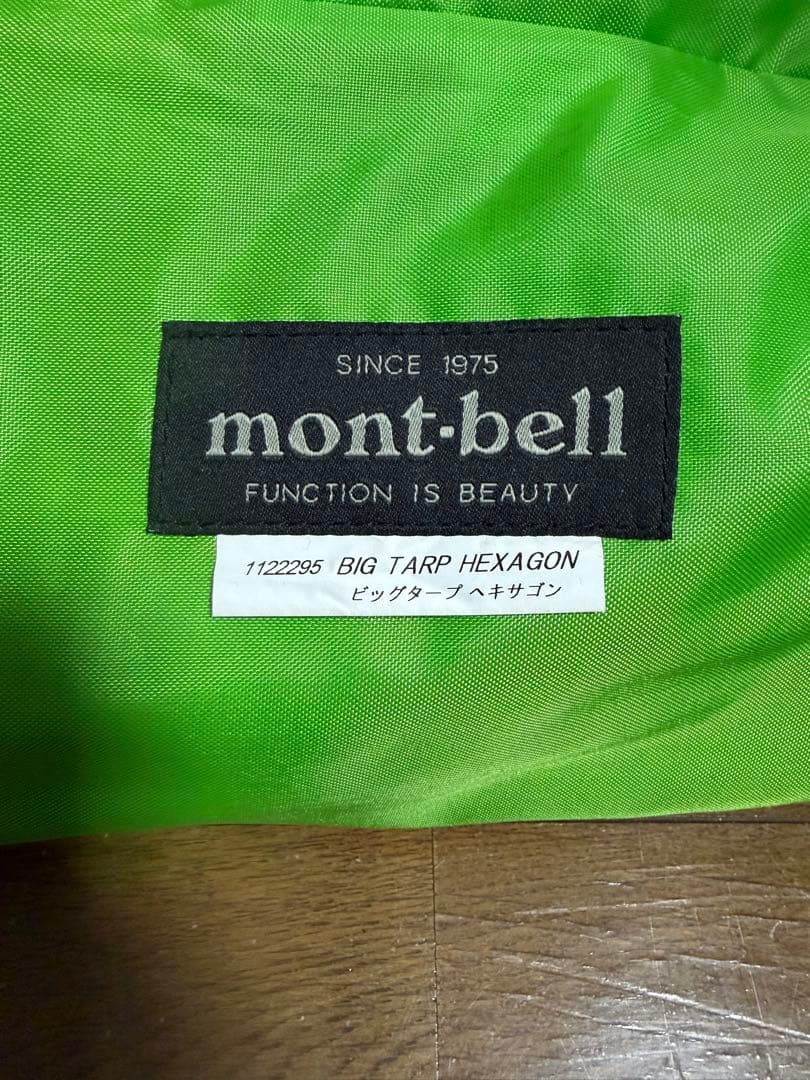 SINCE 1975
mont-bell
FUNCTION IS BEAUTY
1122295 BIG TARP HEXAGON
ビッグタープ ヘキサゴン